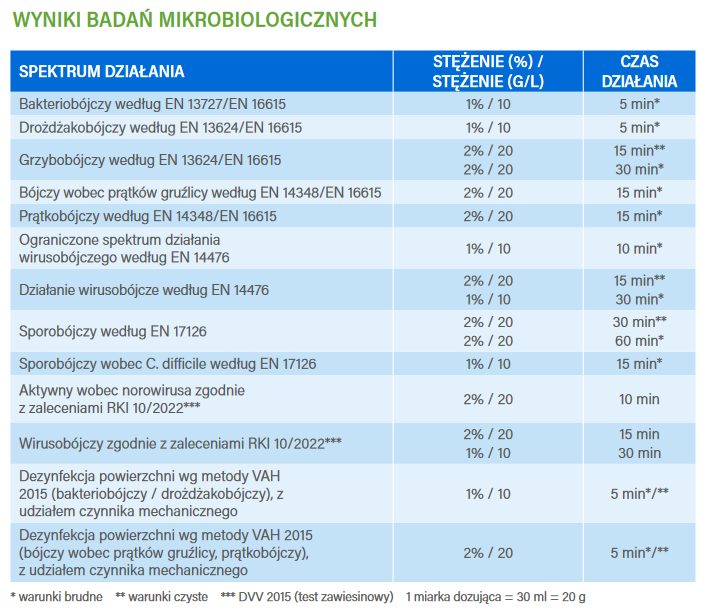 WYNIKI BADAŃ MIKROBIOLOGICZNYCH
SPEKTRUM DZIAŁANIA
STĘŻENIE (%) /
STĘŻENIE (G/L)
CZAS
DZIAŁANIA
Bakteriobójczy według EN 13727/EN 16615 1% / 10 5 min*
Drożdżakobójczy według EN 13624/EN 16615 1% / 10 5 min*
Grzybobójczy według EN 13624/EN 16615
2% / 20 15 min**
2% / 20 30 min*
Bójczy wobec prątków gruźlicy według EN 14348/EN 16615 2% / 20 15 min*
Prątkobójczy według EN 14348/EN 16615 2% / 20 15 min*
Ograniczone spektrum działania
wirusobójczego według EN 14476
1% / 10 10 min*
Działanie wirusobójcze według EN 14476
2% / 20 15 min**
1% / 10 30 min*
Sporobójczy według EN 17126
2% / 20 30 min**
2% / 20 60 min*
Sporobójczy wobec C. difficile według EN 17126 1% / 10 15 min*
Aktywny wobec norowirusa zgodnie
z zaleceniami RKI 10/2022***
2% / 20 10 min
Wirusobójczy zgodnie z zaleceniami RKI 10/2022***
2% / 20 15 min
1% / 10 30 min
Dezynfekcja powierzchni wg metody VAH
2015 (bakteriobójczy / drożdżakobójczy), z
udziałem czynnika mechanicznego
1% / 10 5 min*/**
Dezynfekcja powierzchni wg metody VAH 2015
(bójczy wobec prątków gruźlicy, prątkobójczy),
z udziałem czynnika mechanicznego
2% / 20 5 min*/**
* warunki brudne ** warunki czyste *** DVV 2015 (test zawiesinowy) 1 miarka dozująca = 30 ml = 20 g